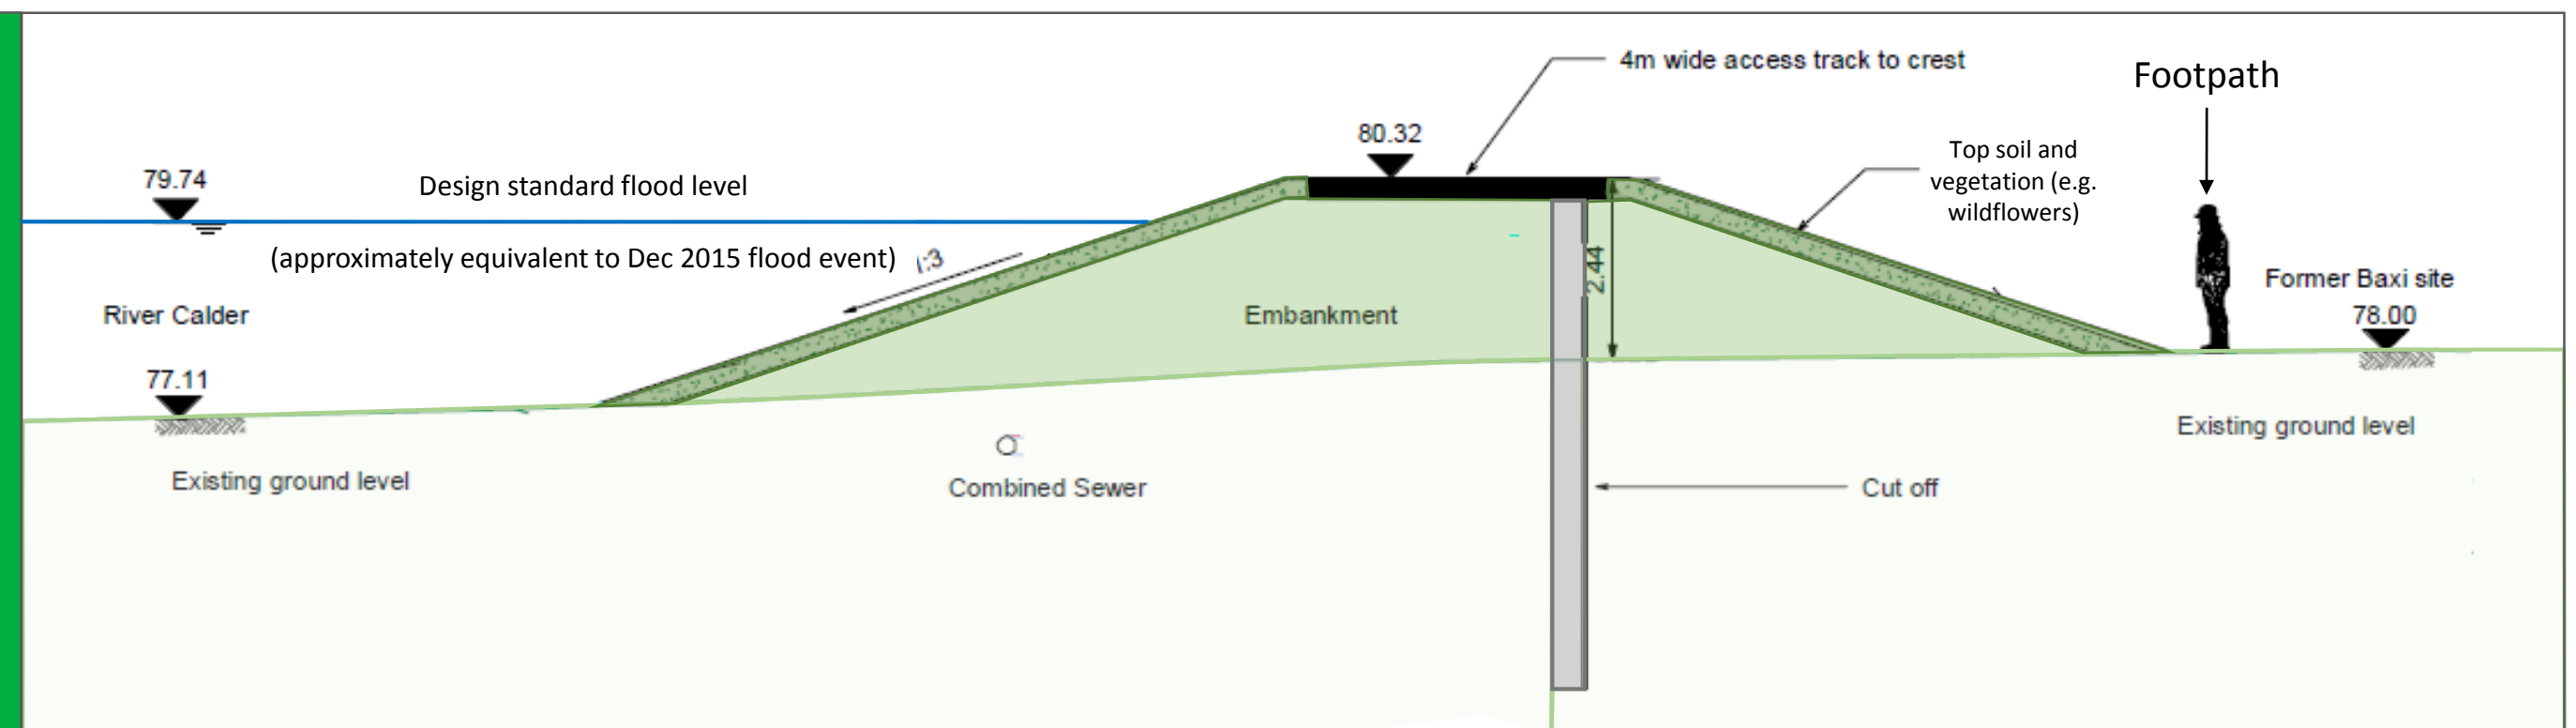 4m wide access track to crest
Footpath
80.32
Top soil and
vegetation (e.g.
wildflowers)
79.74
Design standard flood level
(approximately equivalent to Dec 2015 flood event)
:3
2.44
Former Baxi site
78.00
River Calder
Embankment
77.11
Existing ground level
Existing ground level
Combined Sewer
Cut off